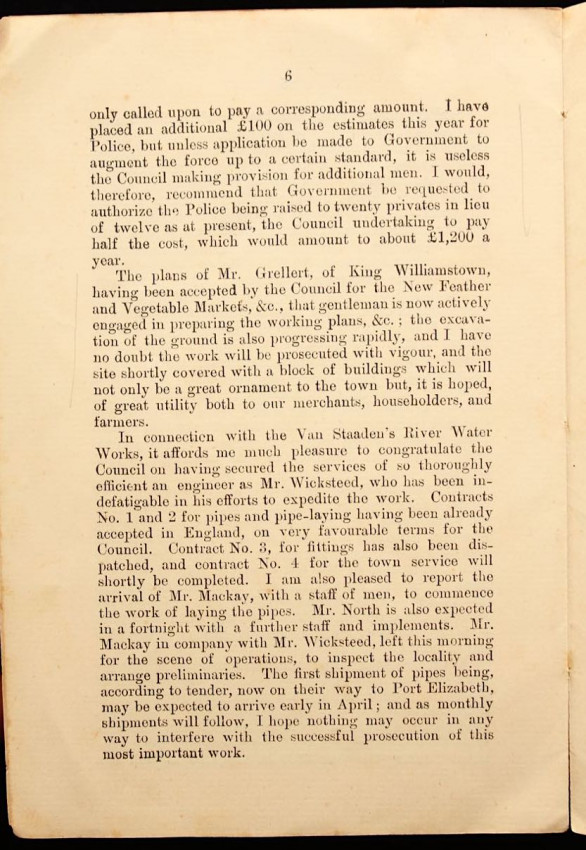 6
only called upon to pay a corresponding amount. I have
placed an additional £100 on the estimates this year for
Police, but unless application be made to Government to
augment the force up to a certain standard, it is useless
the Council making provision for additional men. I would,
therefore, recommend that Government be requested to
authorize the Police being raised to twenty privates in lieu
of twelve as at present, the Council undertaking to pay
half the cost, which would amount to about £1,200 a
year.
The plans of Mr. Grellert, of King Williamstown,
having been accepted by the Council for the New Feather
and Vegetable Markets, &c., that gentleman is now actively
engaged in preparing the working plans, &c. ; the excava-
tion of the ground is also progressing rapidly, and I have
no doubt the work will be prosecuted with vigour, and the
site shortly covered with a block of buildings which will
not only be a great ornament to the town but, it is hoped,
of great utility both to our merchants, householders, and
farmers.
In connection with the Van Staaden's River Water
Works, it affords me much pleasure to congratulate the
Council on having secured the services of so thoroughly
efficient an engineer as Mr. Wicksteed, who has been in-
defatigable in his efforts to expedite the work. Contracts
No. 1 and 2 for pipes and pipe-laying having been already
accepted in England, on very favourable terms for the
Council. Contract No. 3, for fittings has also been dis-
patched, and contract No. 4 for the town service will
shortly be completed. I am also pleased to report the
arrival of Mr. Mackay, with a staff of men, to commence
the work of laying the pipes. Mr. North is also expected
in a fortnight with a further staff and implements. Mr.
Mackay in company with Mr. Wicksteed, left this morning
for the scene of operations, to inspect the locality and
arrange preliminaries. The first shipment of pipes being,
according to tender, now on their way to Port Elizabeth,
may be expected to arrive early in April ; and as monthly
shipments will follow, I hope nothing may occur in any
way to interfere with the successful prosecution of this
most important work.